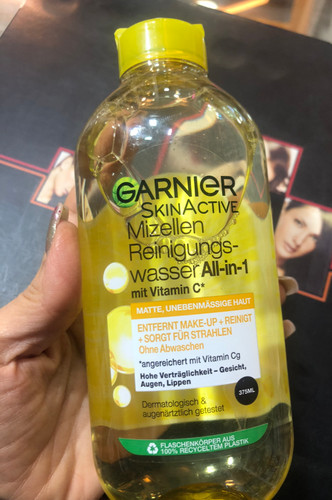 GARNIER
SKINACTIVE
Mizellen
Reinigungs-
wasser All-in-1
mit Vitamin C*
MATTE, UNEBENMÄSSIGE HAUT
ENTFERNT MAKE-UP + REINIGT
+ SORGT FÜR STRAHLEN
Ohne Abwaschen
*angereichert mit Vitamin Cg
Hohe Verträglichkeit – Gesicht,
Augen, Lippen
375ML
Dermatologisch &
augenärztlich getestet
FLASCHENKÖRPER AUS
100% RECYCELTEM PLASTIK